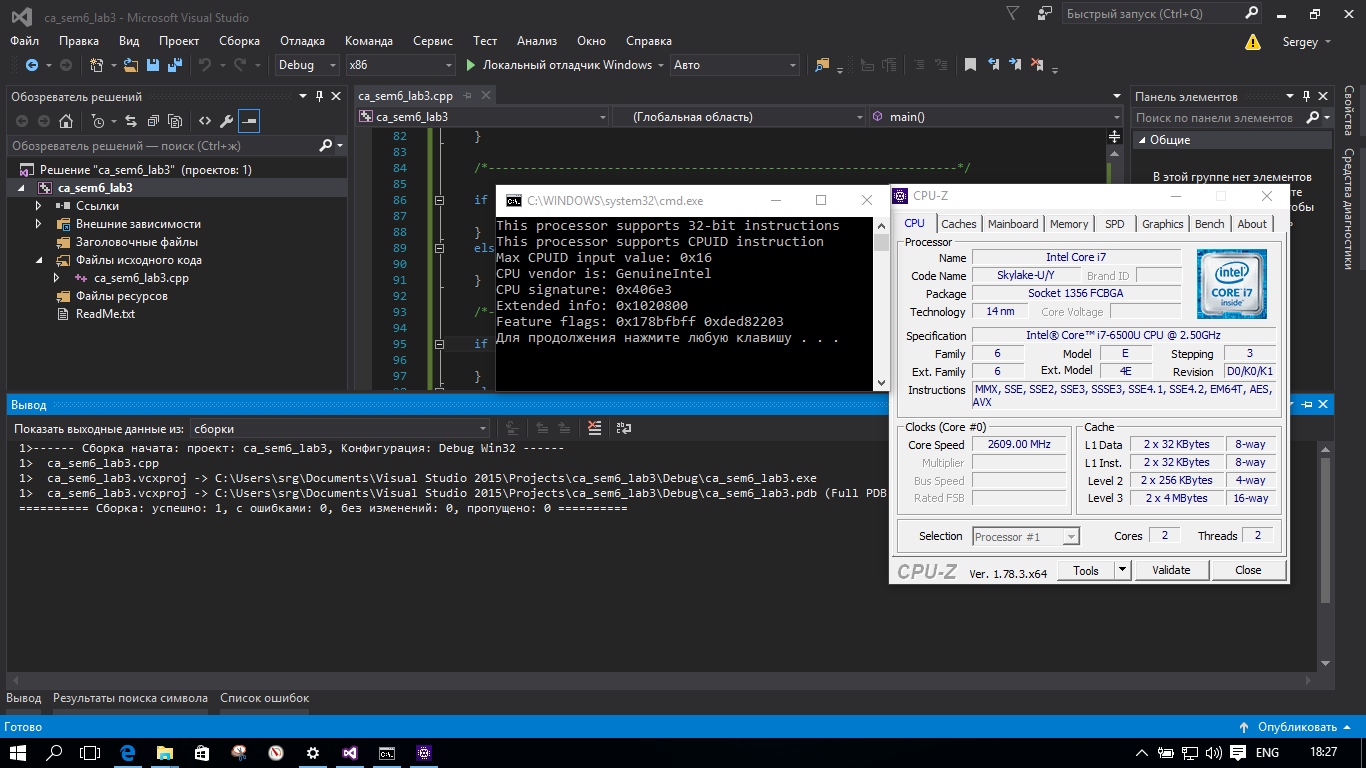 ca_sem6_lab3 - Microsoft Visual Studio
Быстрый запуск (Ctrl+Q)
Файл Правка Вид Проект Сборка Отладка Команда Сервис Тест Анализ Окно Справка
Sergey
Debug x86 Локальный отладчик Windows Авто
Обозреватель решений
Обозреватель решений — поиск (Ctrl+ж)
Решение "ca_sem6_lab3" (проектов: 1)
ca_sem6_lab3
Ссылки
Внешние зависимости
Заголовочные файлы
Файлы исходного кода
ca_sem6_lab3.cpp
Файлы ресурсов
ReadMe.txt
ca_sem6_lab3.cpp
ca_sem6_lab3 (Глобальная область) main()
82 }
83
84 /*------------------------------------------------------------------*/
85
86 if
87
88 }
89 els
90
91 }
92
93 /*-
94
95 if
96
97 }
Панель элементов
Поиск по панели элементов
Общие
В этой группе нет элементов
Свойства
Средства диагностики
C:\WINDOWS\system32\cmd.exe
This processor supports 32-bit instructions
This processor supports CPUID instruction
Max CPUID input value: 0x16
CPU vendor is: GenuineIntel
CPU signature: 0x406e3
Extended info: 0x1020800
Feature flags: 0x178bfbff 0xded82203
Для продолжения нажмите любую клавишу . . .
CPU-Z
CPU Caches Mainboard Memory SPD Graphics Bench About
Processor
Name Intel Core i7
Code Name Skylake-U/Y Brand ID
Package Socket 1356 FCBGA
Technology 14 nm Core Voltage
intel
CORE i7
inside
Specification Intel® Core™ i7-6500U CPU @ 2.50GHz
Family 6 Model E Stepping 3
Ext. Family 6 Ext. Model 4E Revision D0/K0/K1
Instructions MMX, SSE, SSE2, SSE3, SSSE3, SSE4.1, SSE4.2, EM64T, AES,
AVX
Clocks (Core #0)
Core Speed 2609.00 MHz
Multiplier
Bus Speed
Rated FSB
Cache
L1 Data 2 x 32 KBytes 8-way
L1 Inst. 2 x 32 KBytes 8-way
Level 2 2 x 256 KBytes 4-way
Level 3 2 x 4 MBytes 16-way
Selection Processor #1 Cores 2 Threads 2
CPU-Z Ver. 1.78.3.x64 Tools Validate Close
Вывод
Показать выходные данные из: сборки
1>------ Сборка начата: проект: ca_sem6_lab3, Конфигурация: Debug Win32 ------
1> ca_sem6_lab3.cpp
1> ca_sem6_lab3.vcxproj -> C:\Users\srg\Documents\Visual Studio 2015\Projects\ca_sem6_lab3\Debug\ca_sem6_lab3.exe
1> ca_sem6_lab3.vcxproj -> C:\Users\srg\Documents\Visual Studio 2015\Projects\ca_sem6_lab3\Debug\ca_sem6_lab3.pdb (Full PDB
========== Сборка: успешно: 1, с ошибками: 0, без изменений: 0, пропущено: 0 ==========
Вывод Результаты поиска символа Список ошибок
Готово
Опубликовать
ENG 18:27